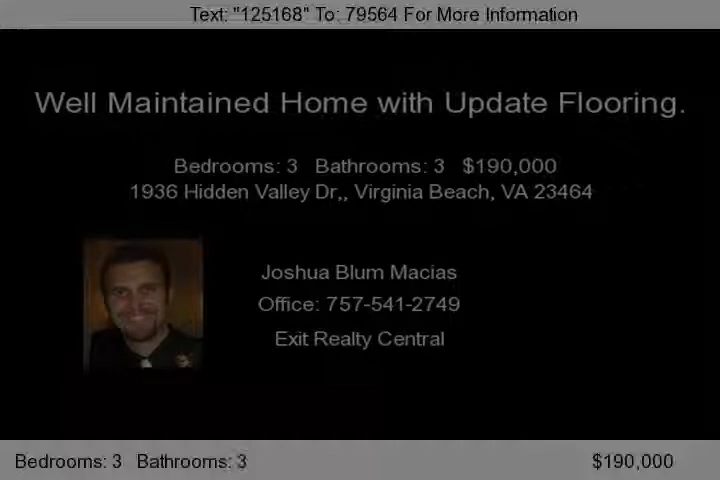 Text: "125168" To: 79564 For More Information
Well Maintained Home with Update Flooring.
Bedrooms: 3 Bathrooms: 3 $190,000
1936 Hidden Valley Dr,, Virginia Beach, VA 23464
Joshua Blum Macias
Office: 757-541-2749
Exit Realty Central
Bedrooms: 3 Bathrooms: 3 $190,000